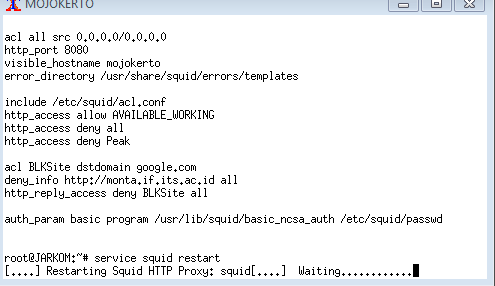 MOJOKERTO
acl all src 0.0.0.0/0.0.0.0
http_port 8080
visible_hostname mojokerto
error_directory /usr/share/squid/errors/templates
include /etc/squid/acl.conf
http_access allow AVAILABLE_WORKING
http_access deny all
http_access deny Peak
acl BLKSite dstdomain google.com
deny_info http://monta.if.its.ac.id all
http_reply_access deny BLKSite all
auth_param basic program /usr/lib/squid/basic_ncsa_auth /etc/squid/passwd
root@JARKOM:~# service squid restart
[....] Restarting Squid HTTP Proxy: squid[....]  Waiting............